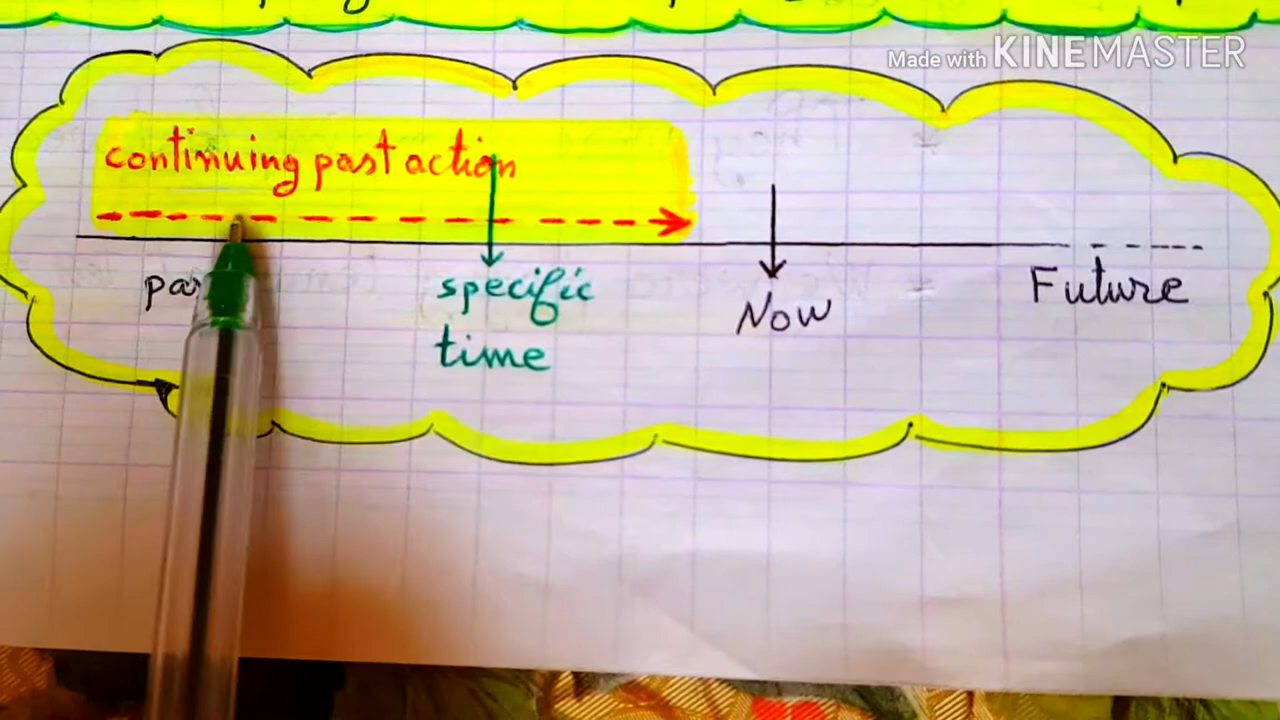 Made with KINEMASTER
continuing past action
specific
time
Now
Future